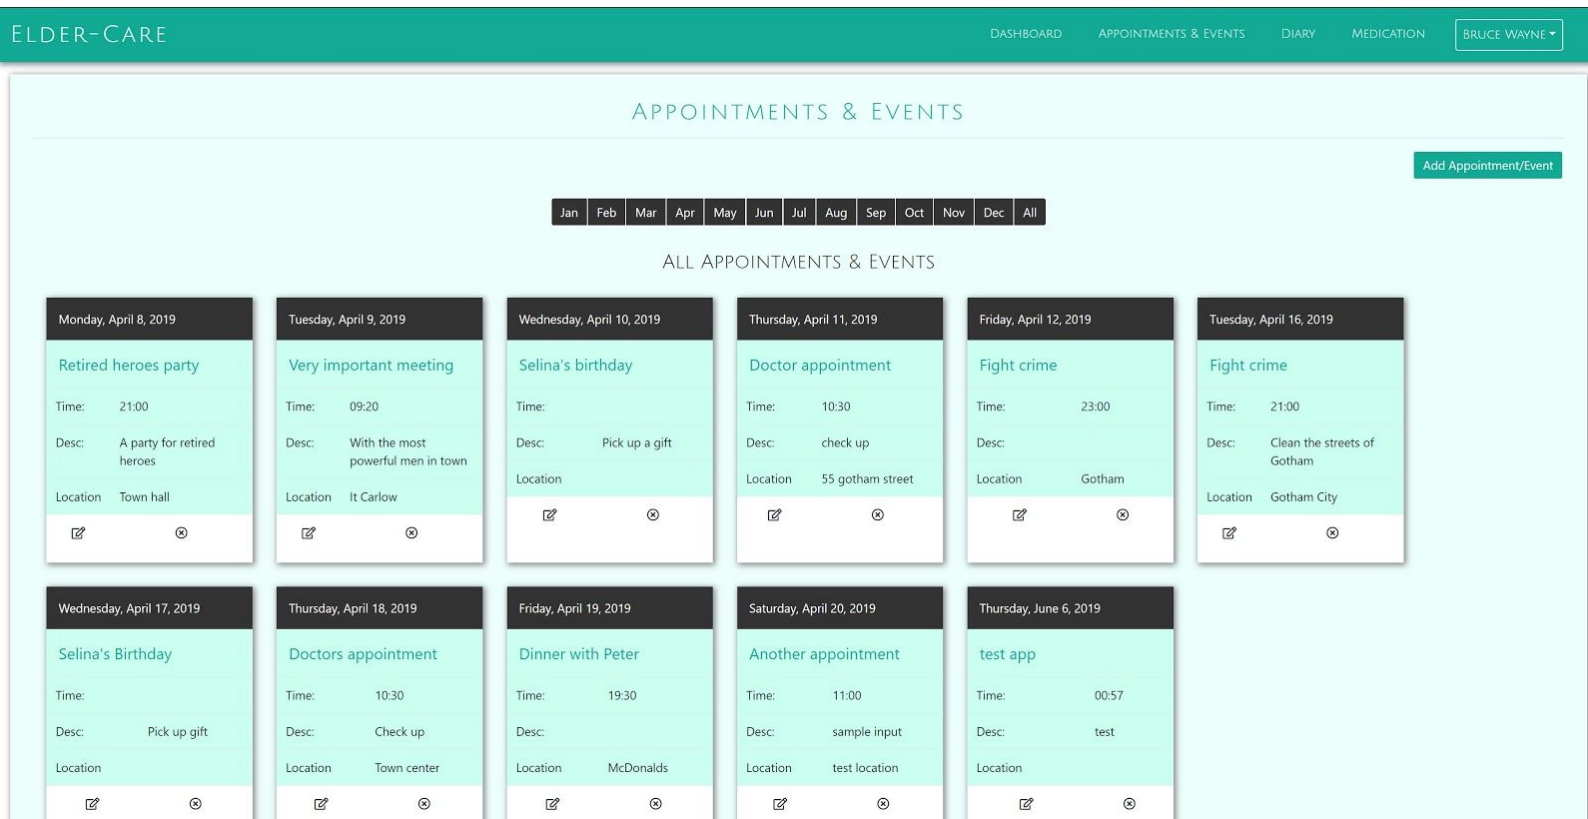 ELDER-CARE
DASHBOARD APPOINTMENTS & EVENTS DIARY MEDICATION BRUCE WAYNE
APPOINTMENTS & EVENTS
Add Appointment/Event
Jan Feb Mar Apr May Jun Jul Aug Sep Oct Nov Dec All
ALL APPOINTMENTS & EVENTS
Monday, April 8, 2019
Retired heroes party
Time: 21:00
Desc: A party for retired
heroes
Location Town hall
Tuesday, April 9, 2019
Very important meeting
Time: 09:20
Desc: With the most
powerful men in town
Location It Carlow
Wednesday, April 10, 2019
Selina's birthday
Time:
Desc: Pick up a gift
Location
Thursday, April 11, 2019
Doctor appointment
Time: 10:30
Desc: check up
Location 55 gotham street
Friday, April 12, 2019
Fight crime
Time: 23:00
Desc:
Location Gotham
Tuesday, April 16, 2019
Fight crime
Time: 21:00
Desc: Clean the streets of
Gotham
Location Gotham City
Wednesday, April 17, 2019
Selina's Birthday
Time:
Desc: Pick up gift
Location
Thursday, April 18, 2019
Doctors appointment
Time: 10:30
Desc: Check up
Location Town center
Friday, April 19, 2019
Dinner with Peter
Time: 19:30
Desc:
Location McDonalds
Saturday, April 20, 2019
Another appointment
Time: 11:00
Desc: sample input
Location test location
Thursday, June 6, 2019
test app
Time: 00:57
Desc: test
Location